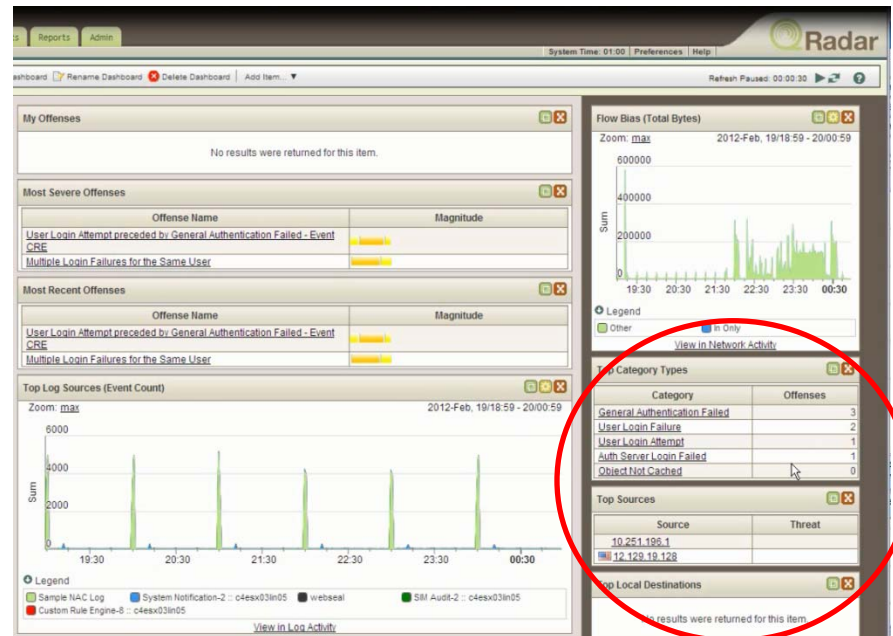 Reports Admin
System Time: 01:00 Preferences Help
QRadar
Rename Dashboard Delete Dashboard Add Item... ▼
Refresh Paused: 00:00:30
My Offenses
No results were returned for this item.
Most Severe Offenses
Offense Name Magnitude
User Login Attempt preceded by General Authentication Failed - Event
CRE
Multiple Login Failures for the Same User
Most Recent Offenses
Offense Name Magnitude
User Login Attempt preceded by General Authentication Failed - Event
CRE
Multiple Login Failures for the Same User
Top Log Sources (Event Count)
Zoom: max 2012-Feb, 19/18:59 - 20/00:59
6000
4000
2000
0
Sum
19:30 20:30 21:30 22:30 23:30 00:30
Legend
Sample NAC Log System Notification-2 :: c4esx03lin05 webseal SIM Audit-2 :: c4esx03lin05
Custom Rule Engine-8 :: c4esx03lin05
View in Log Activity
Flow Bias (Total Bytes)
Zoom: max 2012-Feb, 19/18:59 - 20/00:59
600000
400000
200000
0
Sum
19:30 20:30 21:30 22:30 23:30 00:30
Legend
Other In Only
View in Network Activity
Top Category Types
Category Offenses
General Authentication Failed 3
User Login Failure 2
User Login Attempt 1
Auth Server Login Failed 1
Object Not Cached 0
Top Sources
Source Threat
10.251.196.1
12.129.19.128
Top Local Destinations
No results were returned for this item.